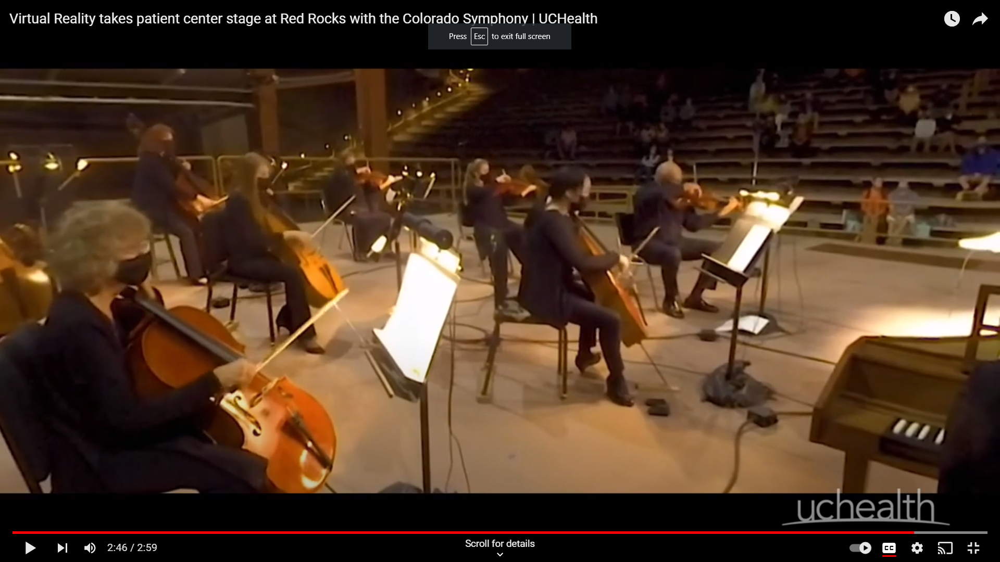 Virtual Reality takes patient center stage at Red Rocks with the Colorado Symphony | UCHealth
Press Esc to exit full screen
uchealth
2:46 / 2:59
Scroll for details
CC